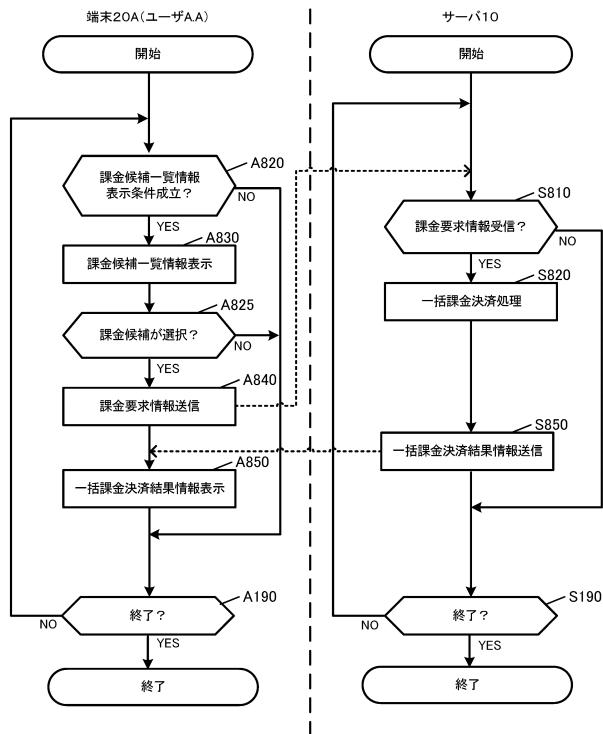 端末20A(ユーザA.A)
開始
課金候補一覧情報
表示条件成立？
A820
NO
YES
A830
課金候補一覧情報表示
A825
課金候補が選択？
NO
YES
A840
課金要求情報送信
A850
一括課金決済結果情報表示
A190
終了？
NO
YES
終了
サーバ10
開始
S810
課金要求情報受信？
NO
YES
S820
一括課金決済処理
S850
一括課金決済結果情報送信
S190
終了？
NO
YES
終了